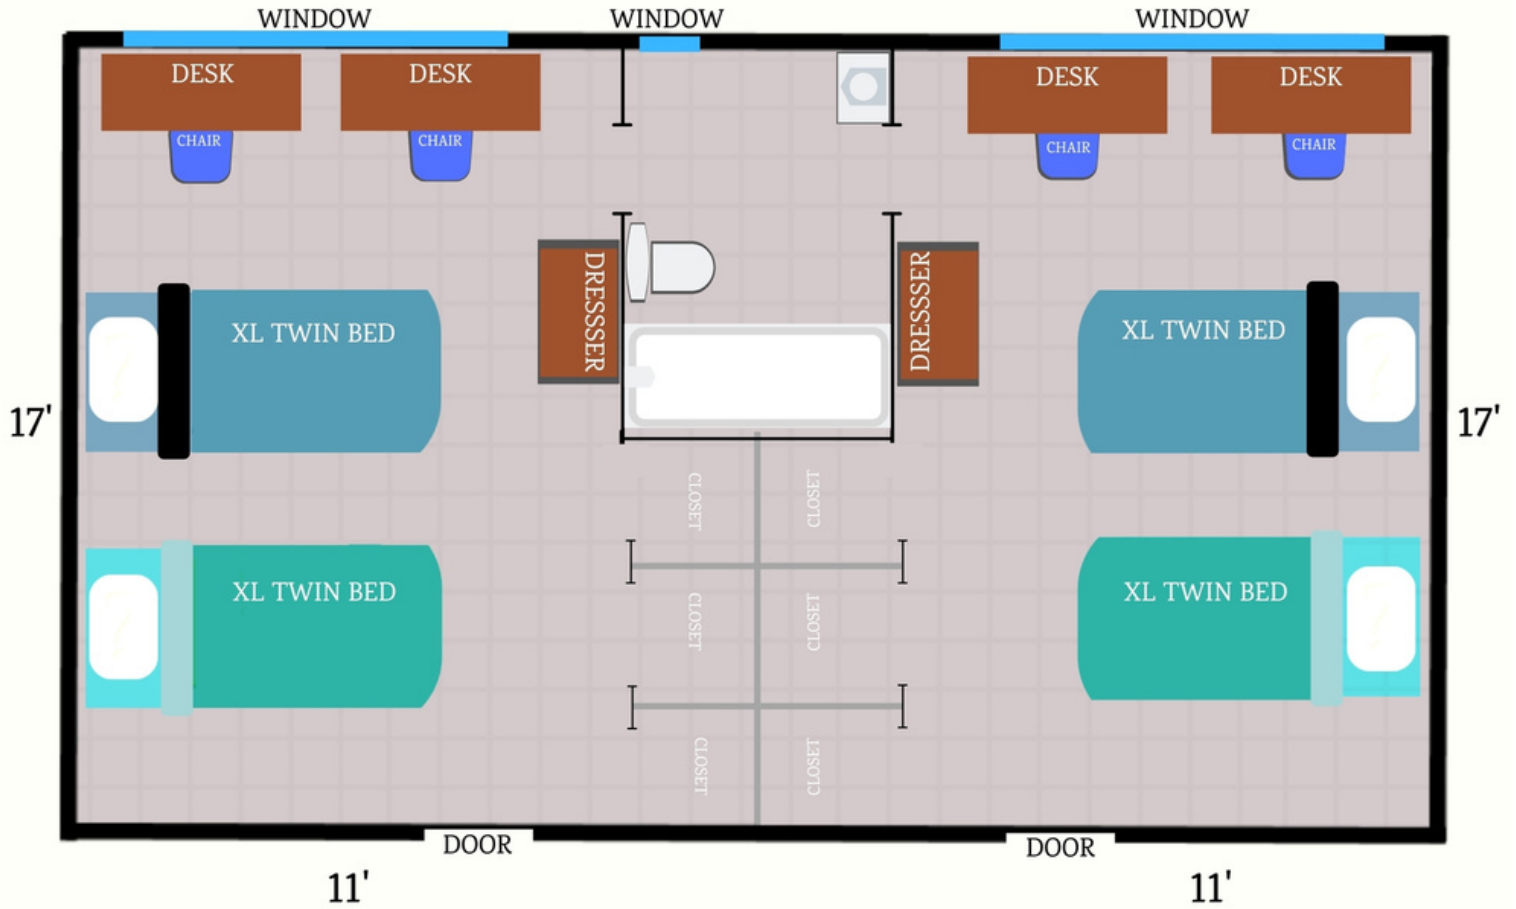 WINDOW
WINDOW
WINDOW
DESK
DESK
DESK
DESK
CHAIR
CHAIR
CHAIR
CHAIR
DRESSSER
DRESSSER
XL TWIN BED
XL TWIN BED
17'
17'
CLOSET
CLOSET
XL TWIN BED
XL TWIN BED
CLOSET
CLOSET
CLOSET
CLOSET
DOOR
DOOR
11'
11'